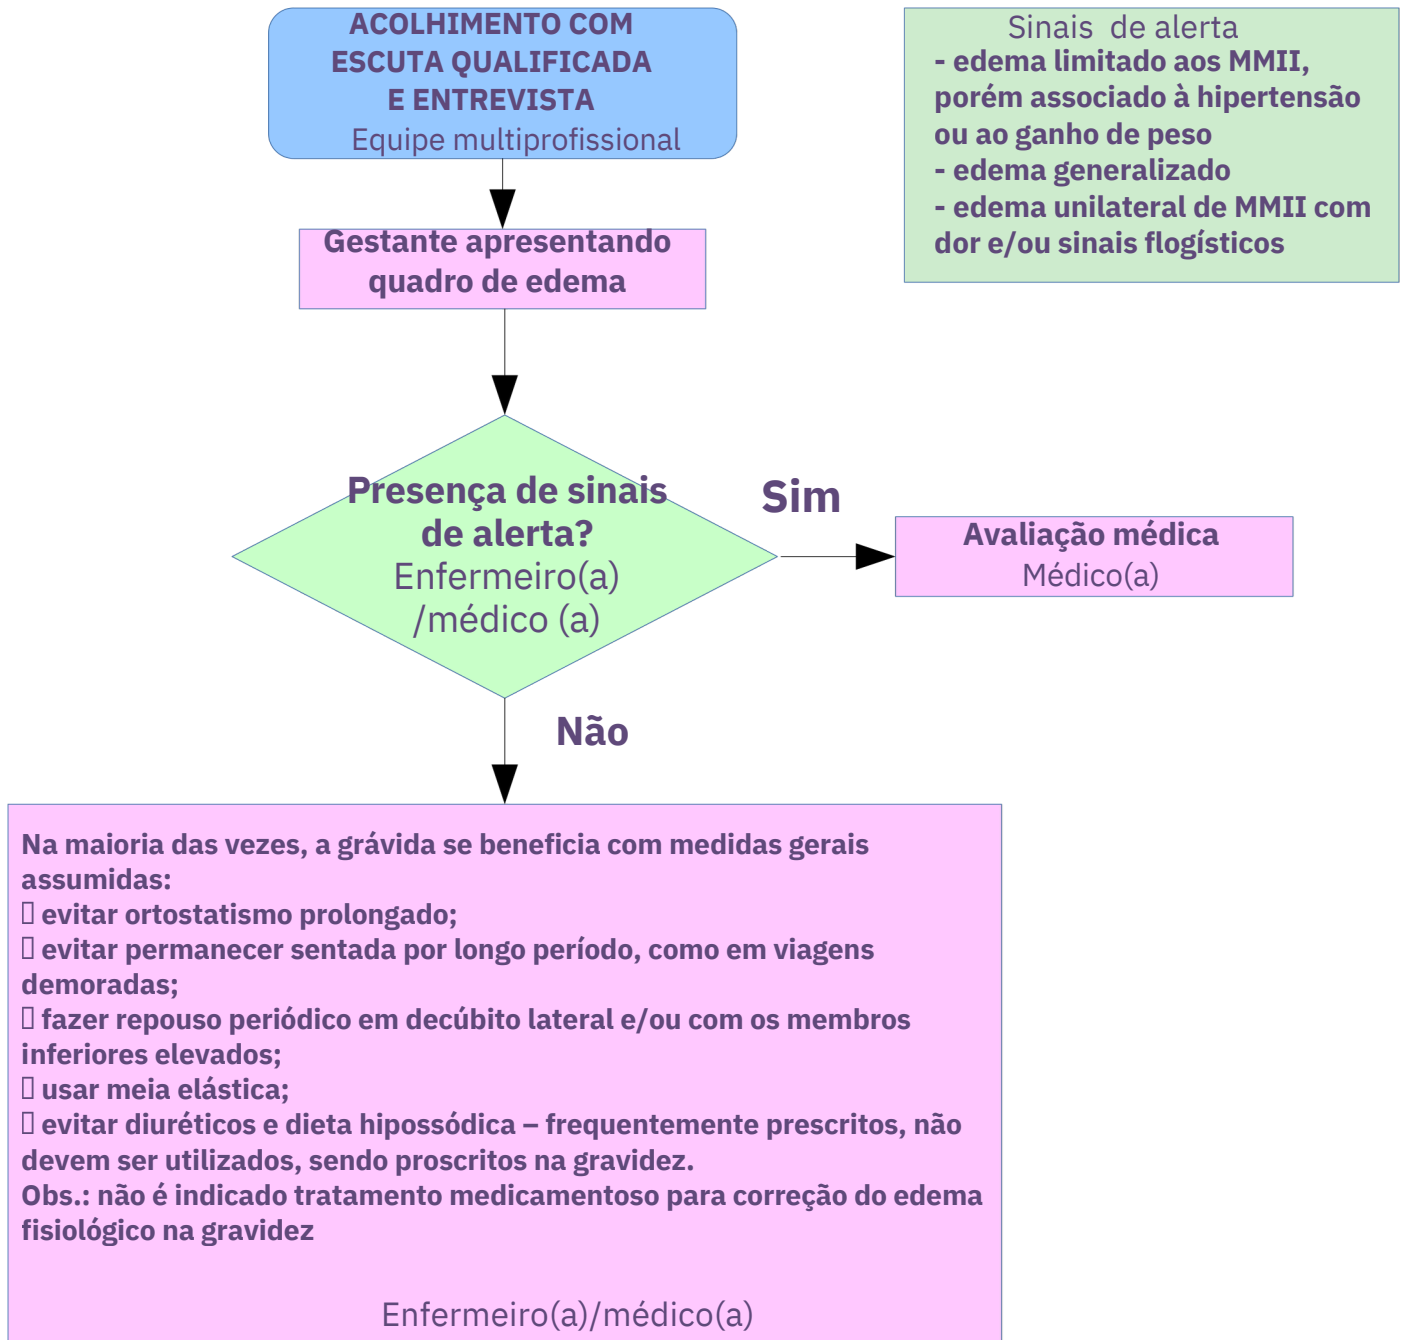 ACOLHIMENTO COM
ESCUTA QUALIFICADA
E ENTREVISTA
Equipe multiprofissional
Sinais de alerta
- edema limitado aos MMII,
porém associado à hipertensão
ou ao ganho de peso
- edema generalizado
- edema unilateral de MMII com
dor e/ou sinais flogísticos
Gestante apresentando
quadro de edema
Presença de sinais
de alerta?
Enfermeiro(a)
/médico (a)
Sim
Avaliação médica
Médico(a)
Não
Na maioria das vezes, a grávida se beneficia com medidas gerais
assumidas:
▯ evitar ortostatismo prolongado;
▯ evitar permanecer sentada por longo período, como em viagens
demoradas;
▯ fazer repouso periódico em decúbito lateral e/ou com os membros
inferiores elevados;
▯ usar meia elástica;
▯ evitar diuréticos e dieta hipossódica – frequentemente prescritos, não
devem ser utilizados, sendo proscritos na gravidez.
Obs.: não é indicado tratamento medicamentoso para correção do edema
fisiológico na gravidez
Enfermeiro(a)/médico(a)